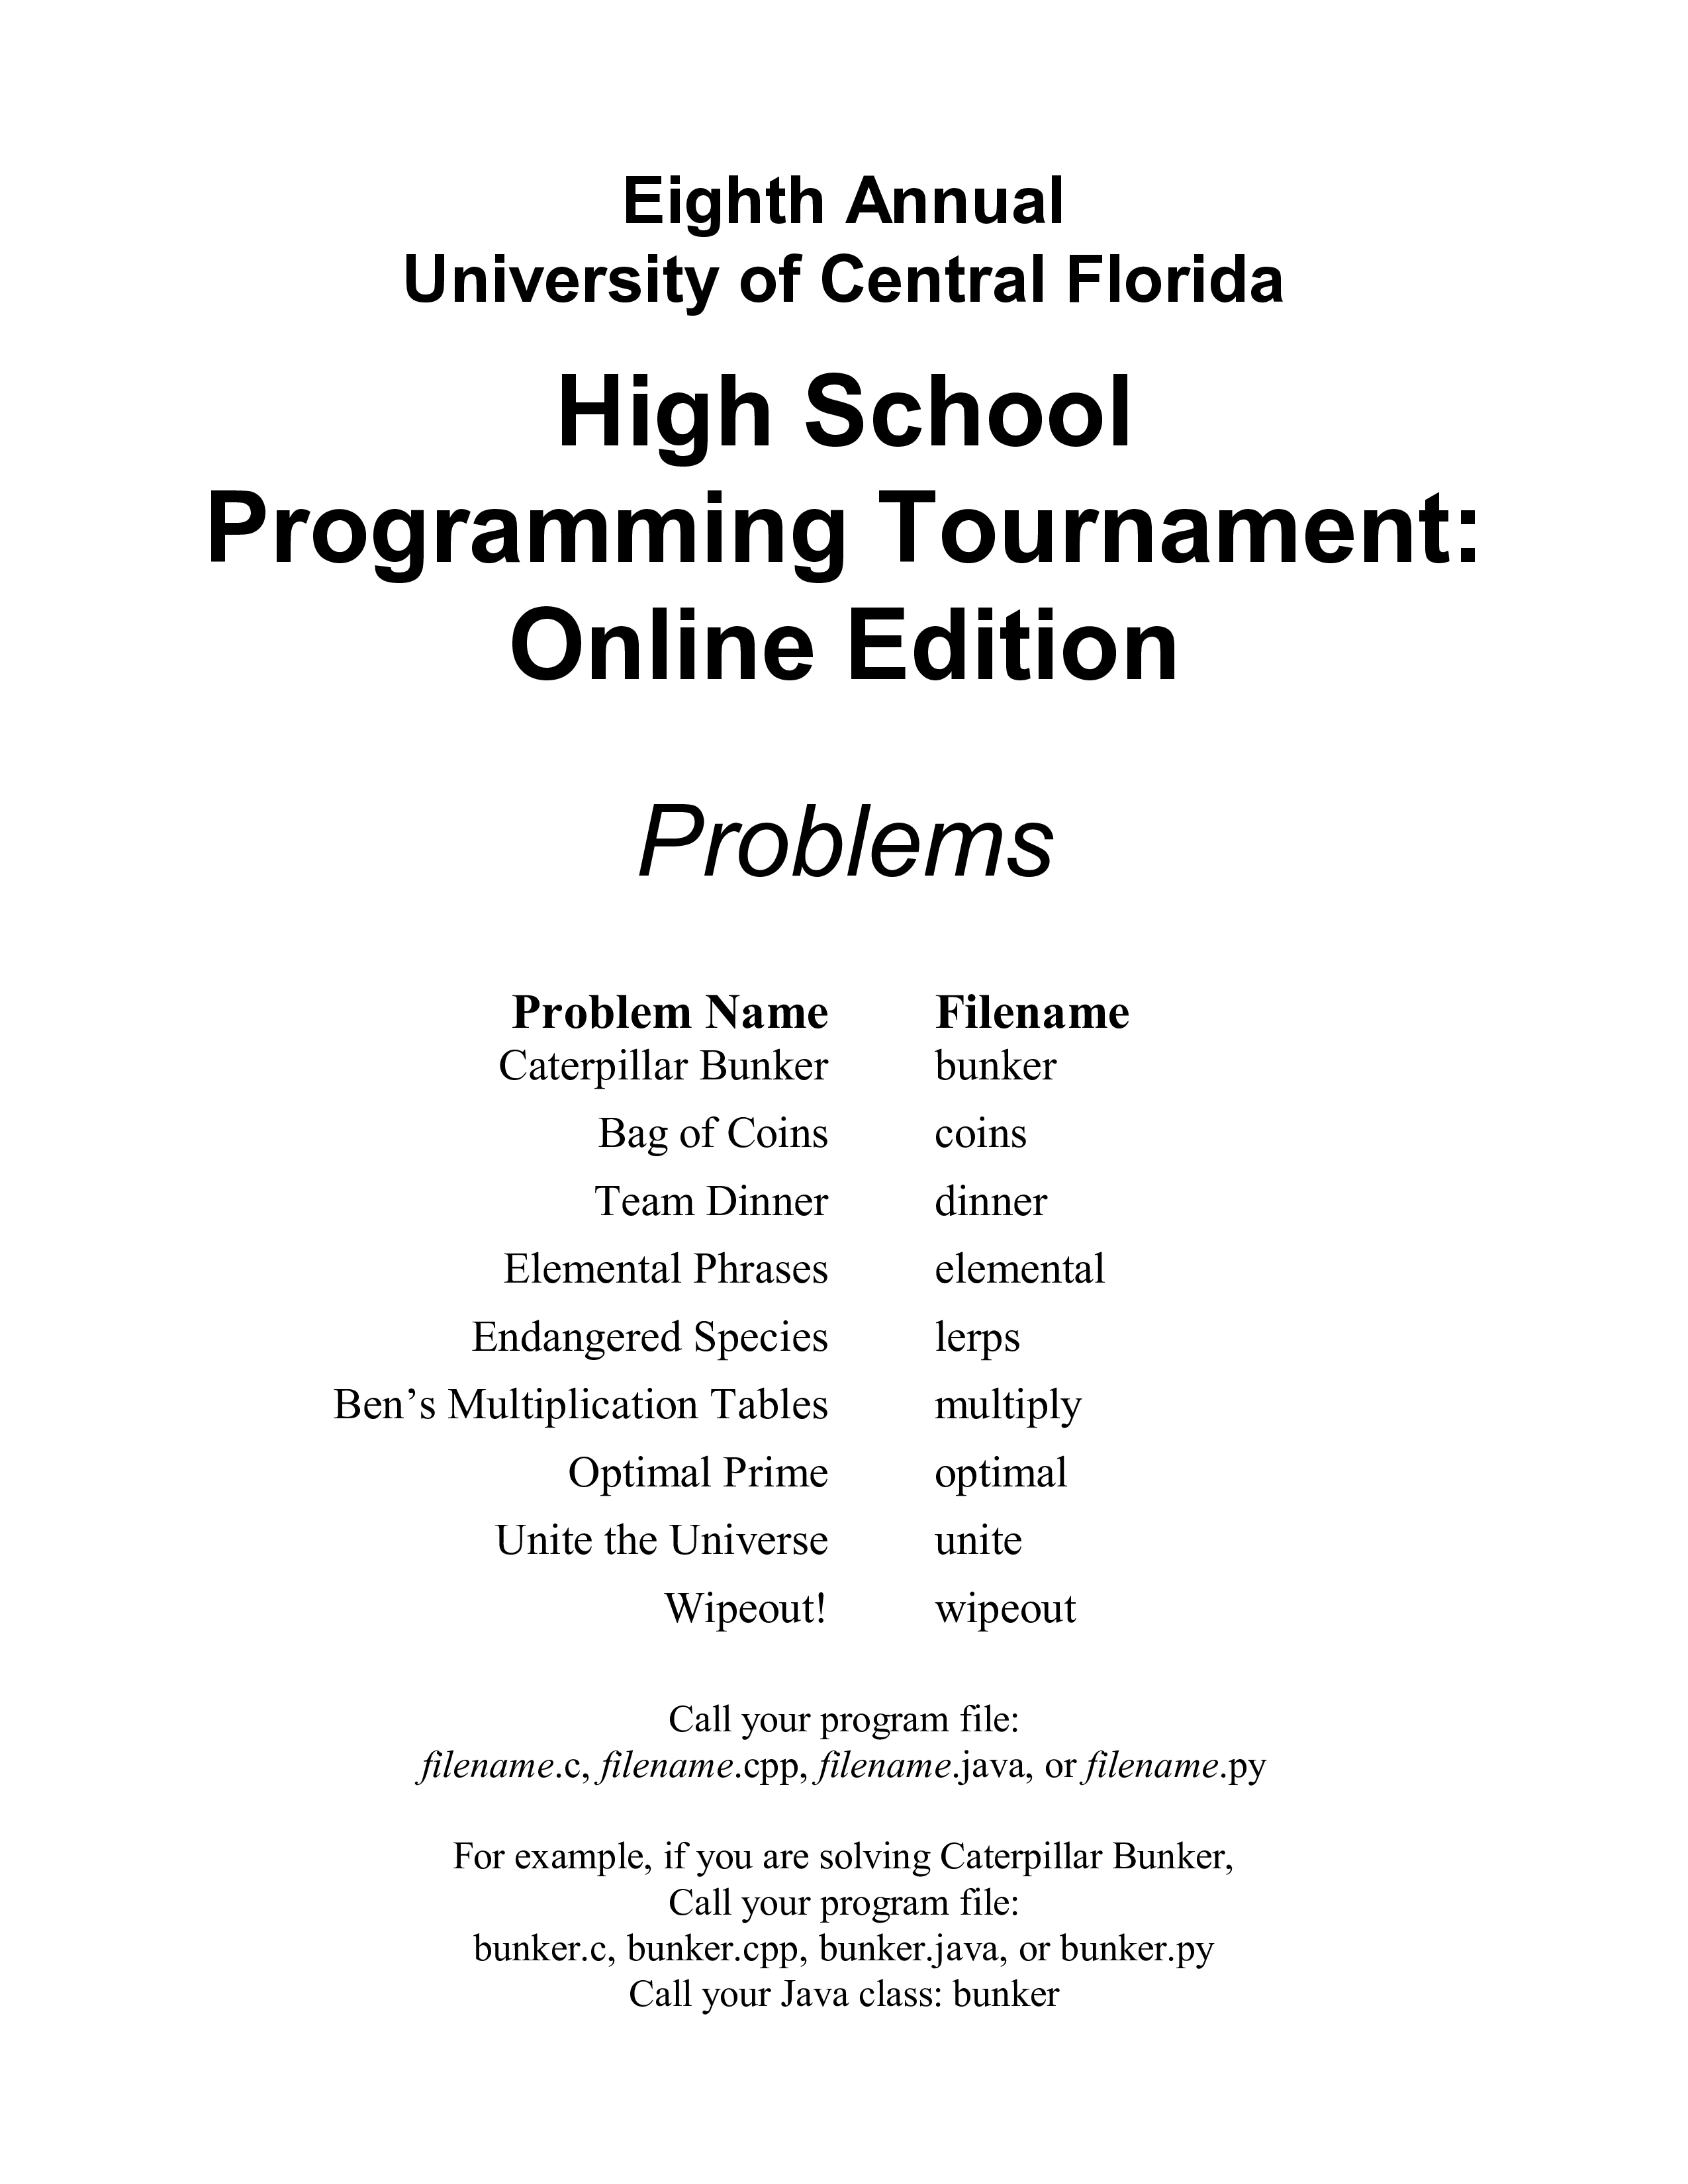 Eighth Annual
University of Central Florida
High School
Programming Tournament:
Online Edition
Problems
Problem Name Filename
Caterpillar Bunker bunker
Bag of Coins coins
Team Dinner dinner
Elemental Phrases elemental
Endangered Species lerps
Ben’s Multiplication Tables multiply
Optimal Prime optimal
Unite the Universe unite
Wipeout! wipeout
Call your program file:
filename.c, filename.cpp, filename.java, or filename.py
For example, if you are solving Caterpillar Bunker,
Call your program file:
bunker.c, bunker.cpp, bunker.java, or bunker.py
Call your Java class: bunker